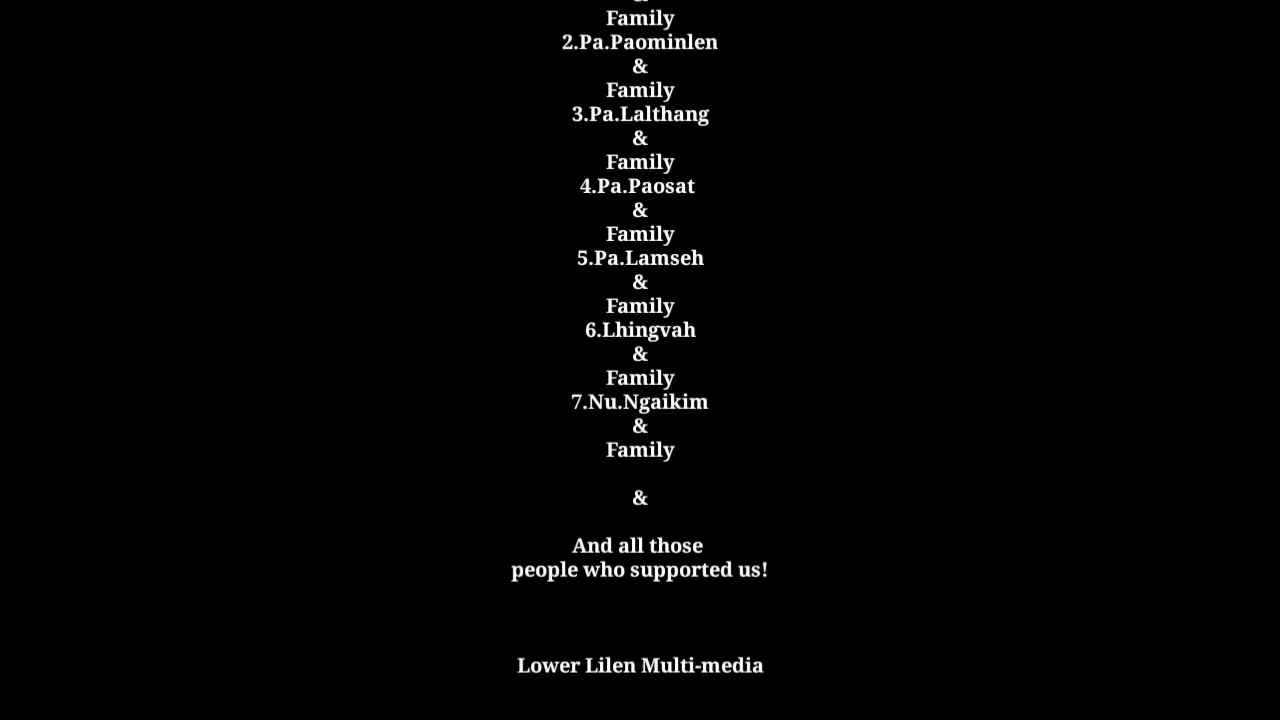 Family
2.Pa.Paominlen
&
Family
3.Pa.Lalthang
&
Family
4.Pa.Paosat
&
Family
5.Pa.Lamseh
&
Family
6.Lhingvah
&
Family
7.Nu.Ngaikim
&
Family
&
And all those
people who supported us!
Lower Lilen Multi-media